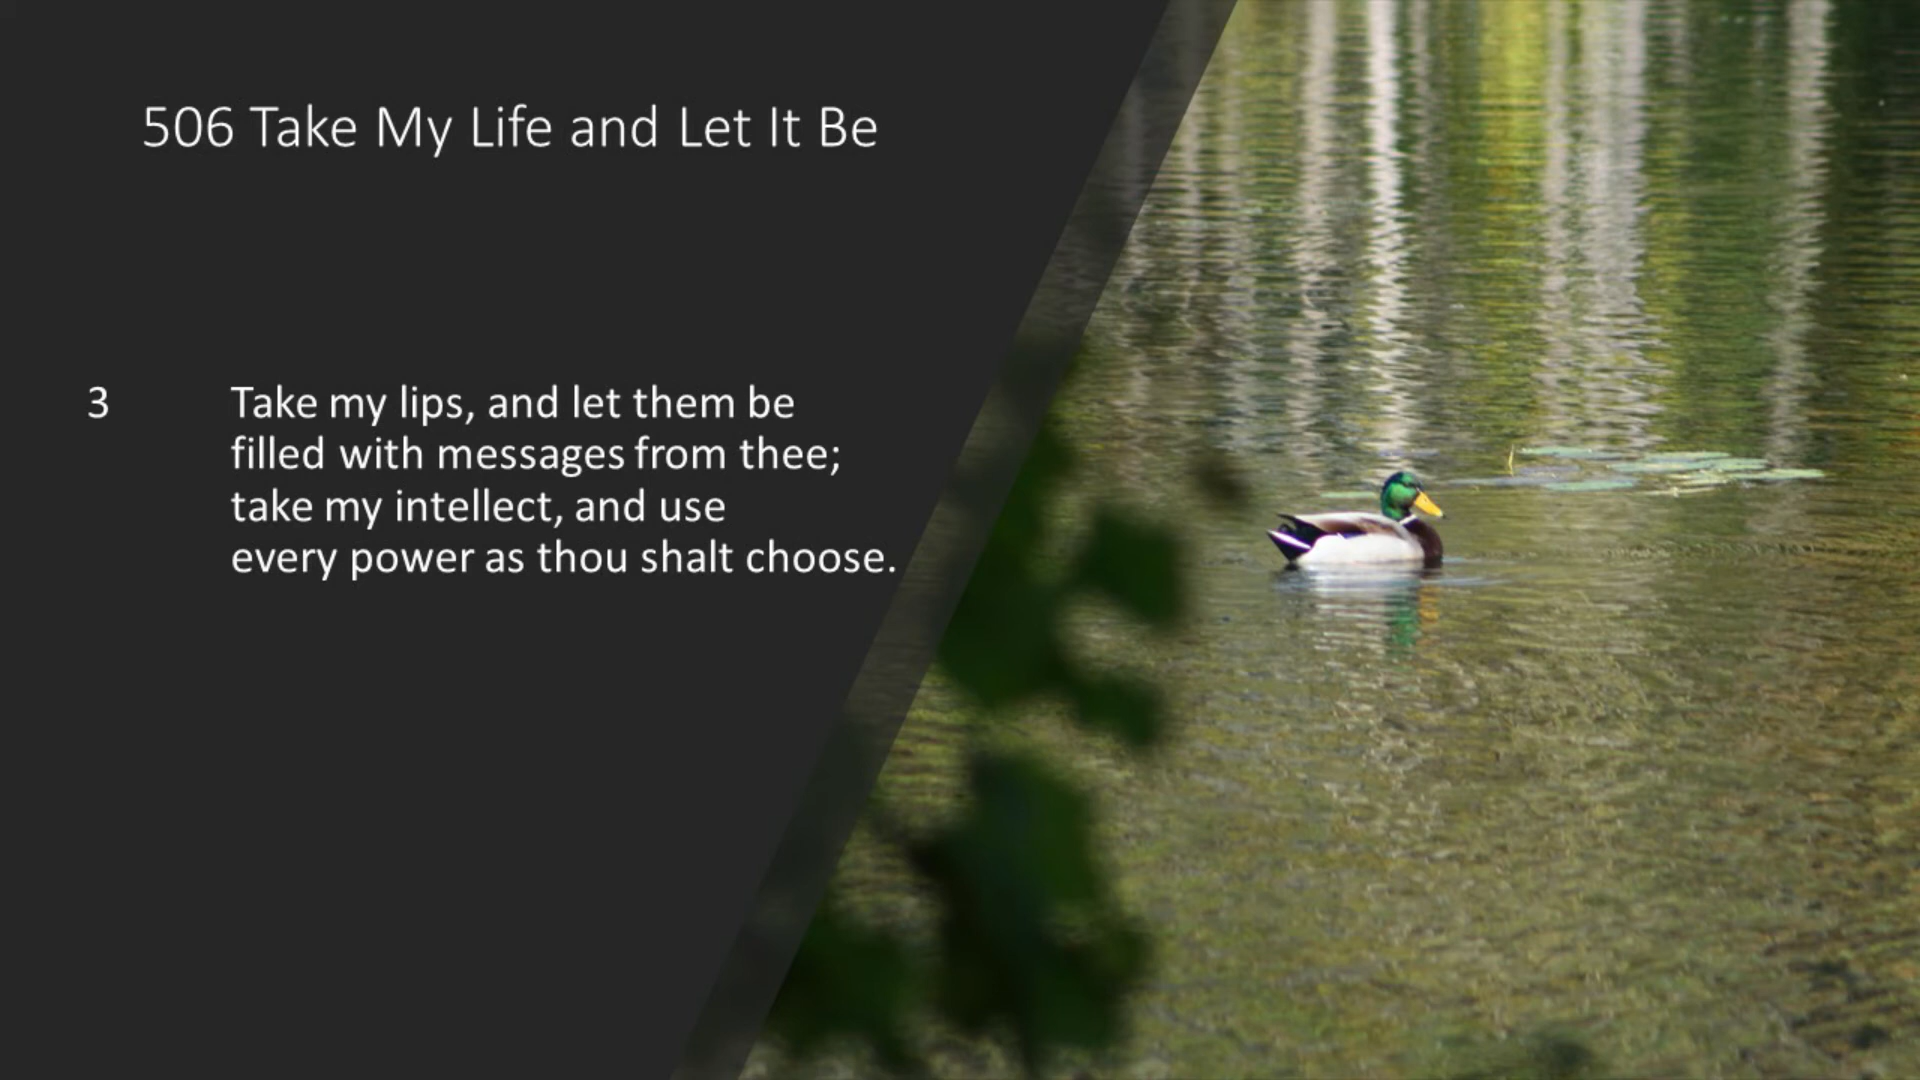 506 Take My Life and Let It Be
3 Take my lips, and let them be
filled with messages from thee;
take my intellect, and use
every power as thou shalt choose.